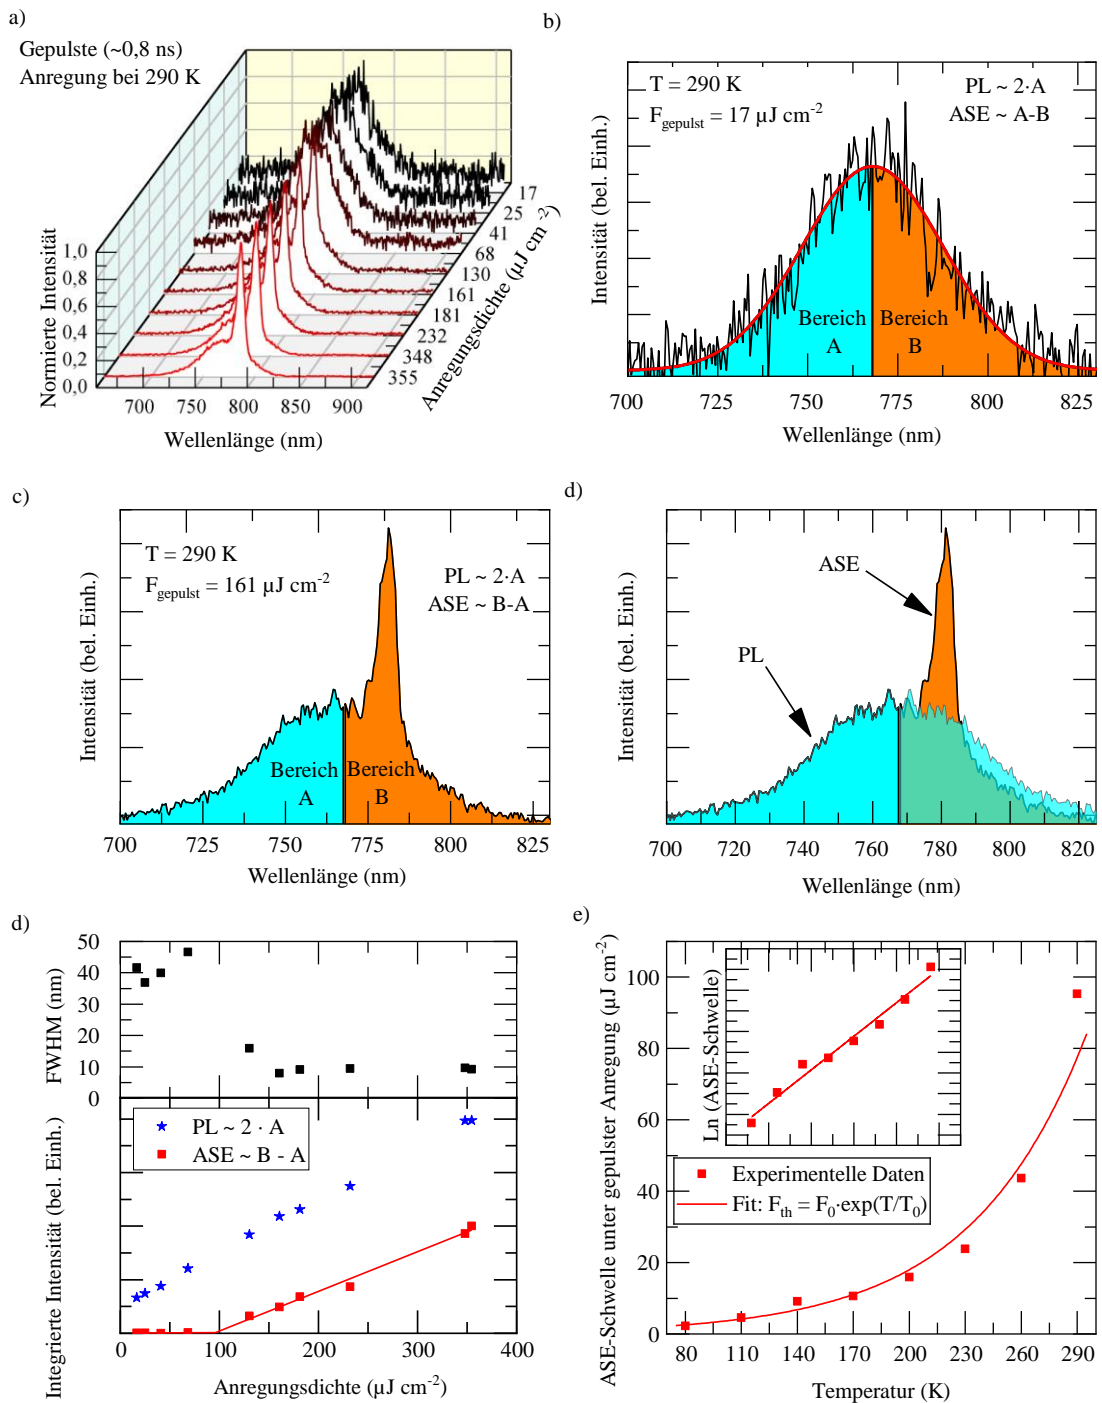 a)
Gepulste (~0,8 ns)
Anregung bei 290 K
1,0
0,8
0,6
0,4
0,2
0,0
Normierte Intensität
700 750 800 850 900
Wellenlänge (nm)
17
25
41
68
130
161
181
232
348
355
Anregungsdichte (µJ cm⁻²)
b)
T = 290 K
F_gepulst = 17 µJ cm⁻²
PL ~ 2·A
ASE ~ A-B
Bereich A
Bereich B
Intensität (bel. Einh.)
700 725 750 775 800 825
Wellenlänge (nm)
c)
T = 290 K
F_gepulst = 161 µJ cm⁻²
PL ~ 2·A
ASE ~ B-A
Bereich A
Bereich B
Intensität (bel. Einh.)
700 725 750 775 800 825
Wellenlänge (nm)
d)
ASE
PL
Intensität (bel. Einh.)
700 720 740 760 780 800 820
Wellenlänge (nm)
d)
50
40
30
20
10
0
FWHM (nm)
PL ~ 2 · A
ASE ~ B - A
Integrierte Intensität (bel. Einh.)
0 100 200 300 400
Anregungsdichte (µJ cm⁻²)
e)
ASE-Schwelle unter gepulster Anregung (µJ cm⁻²)
100
80
60
40
20
0
Ln (ASE-Schwelle)
Experimentelle Daten
Fit: F_th = F₀·exp(T/T₀)
80 110 140 170 200 230 260 290
Temperatur (K)